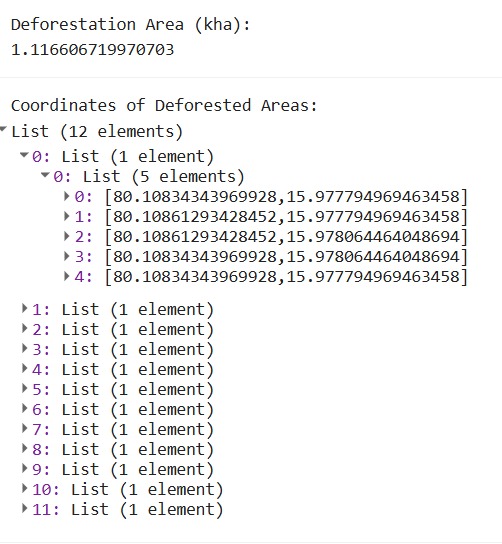 Deforestation Area (kha):
1.116606719970703
Coordinates of Deforested Areas:
List (12 elements)
0: List (1 element)
0: List (5 elements)
0: [80.10834343969928,15.977794969463458]
1: [80.10861293428452,15.977794969463458]
2: [80.10861293428452,15.978064464048694]
3: [80.10834343969928,15.978064464048694]
4: [80.10834343969928,15.977794969463458]
1: List (1 element)
2: List (1 element)
3: List (1 element)
4: List (1 element)
5: List (1 element)
6: List (1 element)
7: List (1 element)
8: List (1 element)
9: List (1 element)
10: List (1 element)
11: List (1 element)